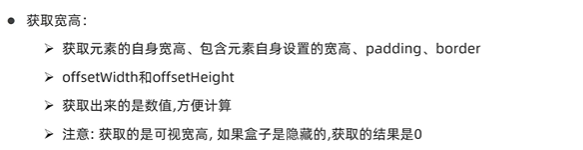 ● 获取宽高：
➢ 获取元素的自身宽高、包含元素自身设置的宽高、padding、border
➢ offsetWidth和offsetHeight
➢ 获取出来的是数值,方便计算
➢ 注意: 获取的是可视宽高, 如果盒子是隐藏的,获取的结果是0